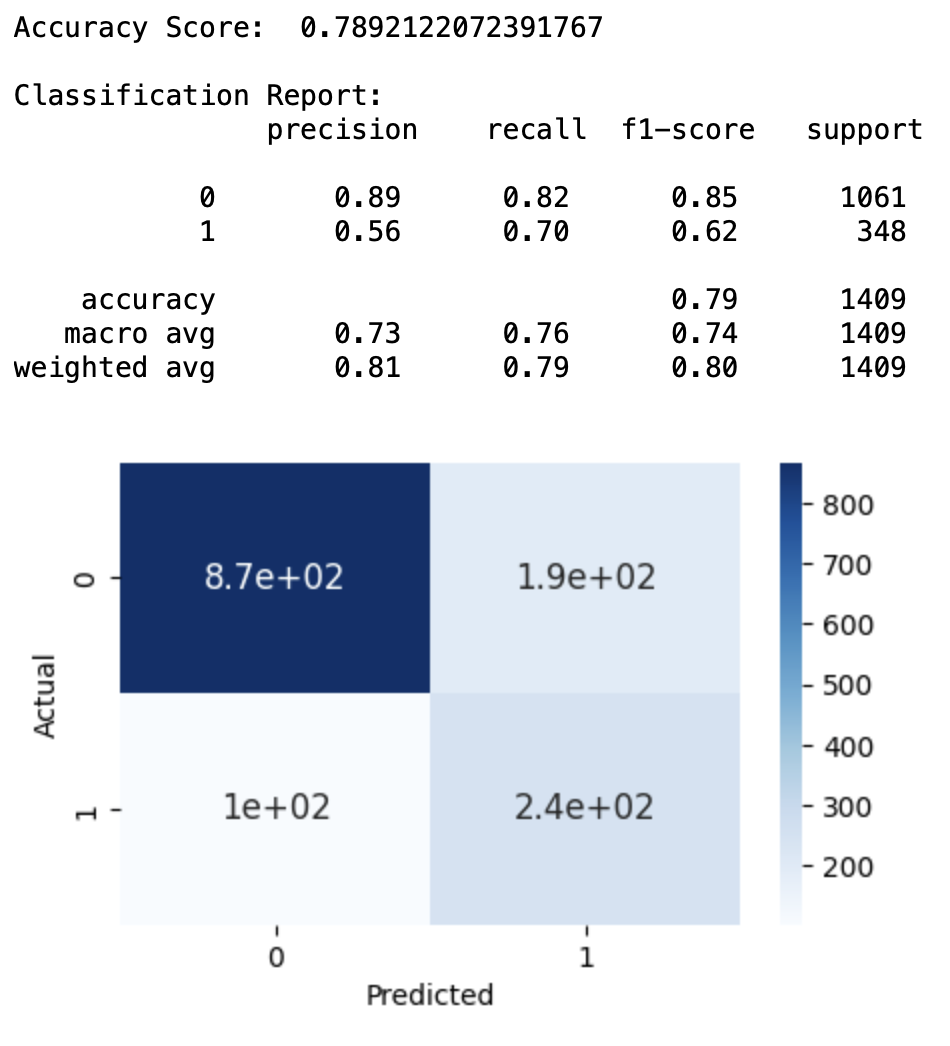 Accuracy Score:  0.7892122072391767
Classification Report:
precision recall f1-score support
0 0.89 0.82 0.85 1061
1 0.56 0.70 0.62 348
accuracy 0.79 1409
macro avg 0.73 0.76 0.74 1409
weighted avg 0.81 0.79 0.80 1409
Actual
0
1
8.7e+02 1.9e+02
1e+02 2.4e+02
0 1
Predicted
800
700
600
500
400
300
200